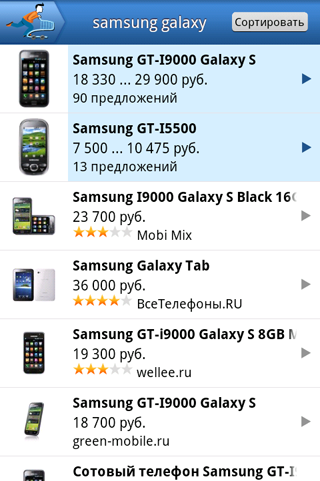 samsung galaxy
Сортировать
Samsung GT-I9000 Galaxy S
18 330 ... 29 900 руб.
90 предложений
Samsung GT-I5500
7 500 ... 10 475 руб.
13 предложений
Samsung I9000 Galaxy S Black 16
23 700 руб.
Mobi Mix
Samsung Galaxy Tab
36 000 руб.
ВсеТелефоны.RU
Samsung GT-i9000 Galaxy S 8GB
19 300 руб.
wellee.ru
Samsung GT-I9000 Galaxy S
18 700 руб.
green-mobile.ru
Сотовый телефон Samsung GT-I